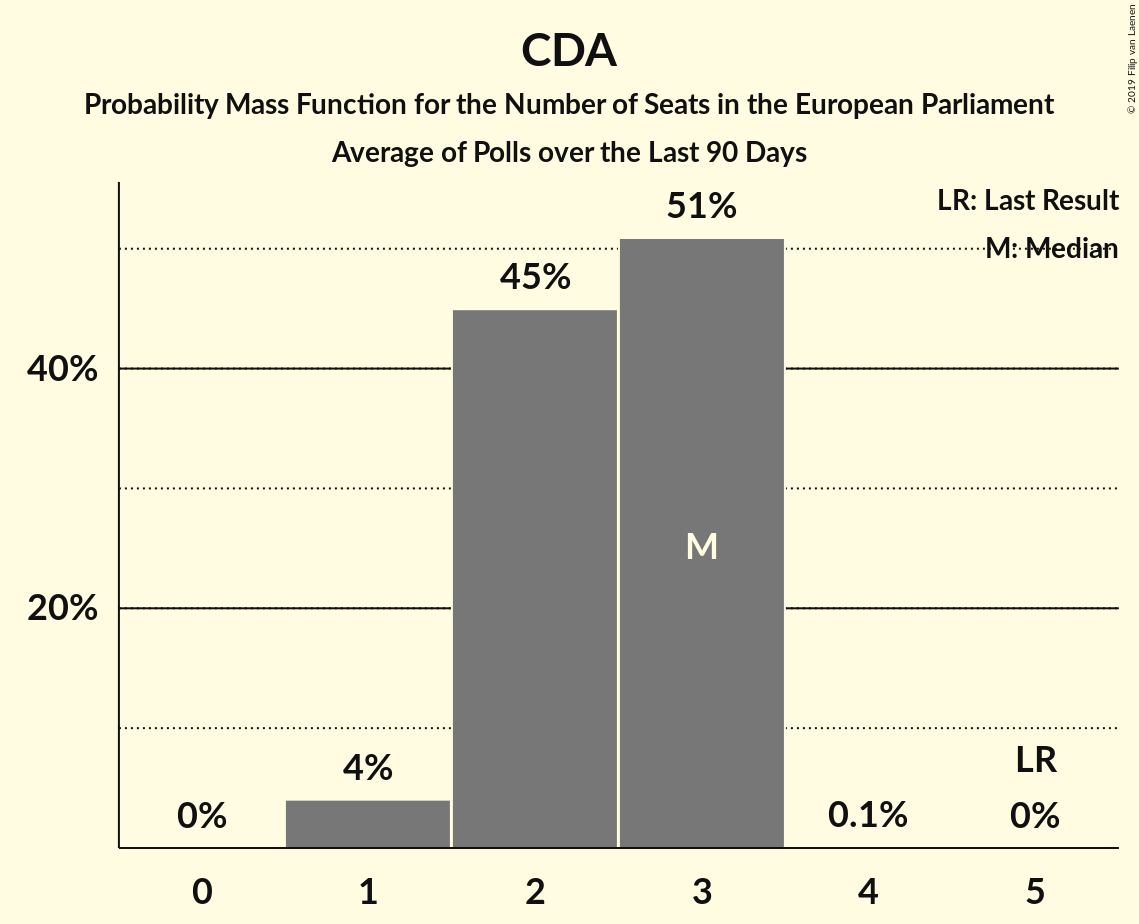 CDA
Probability Mass Function for the Number of Seats in the European Parliament
Average of Polls over the Last 90 Days
© 2019 Filip van Laenen
LR: Last Result
M: Median
51%
45%
40%
M
20%
4%
LR
0%
0.1%
0%
0 1 2 3 4 5